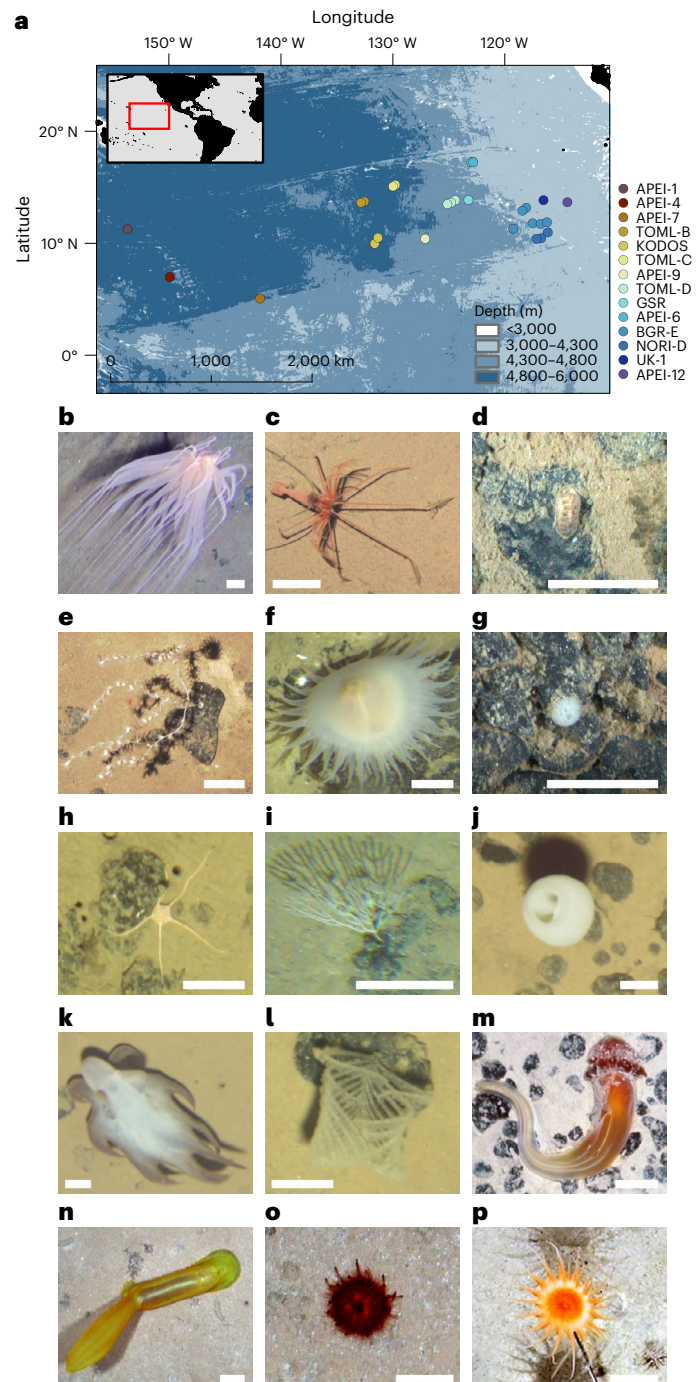 a
Longitude
150° W
140° W
130° W
120° W
Latitude
20° N
10° N
0°
APEI-1
APEI-4
APEI-7
TOML-B
KODOS
TOML-C
APEI-9
TOML-D
GSR
APEI-6
BGR-E
NORI-D
UK-1
APEI-12
Depth (m)
<3,000
3,000–4,300
4,300–4,800
4,800–6,000
0 1,000 2,000 km
b c d
e f g
h i j
k l m
n o p